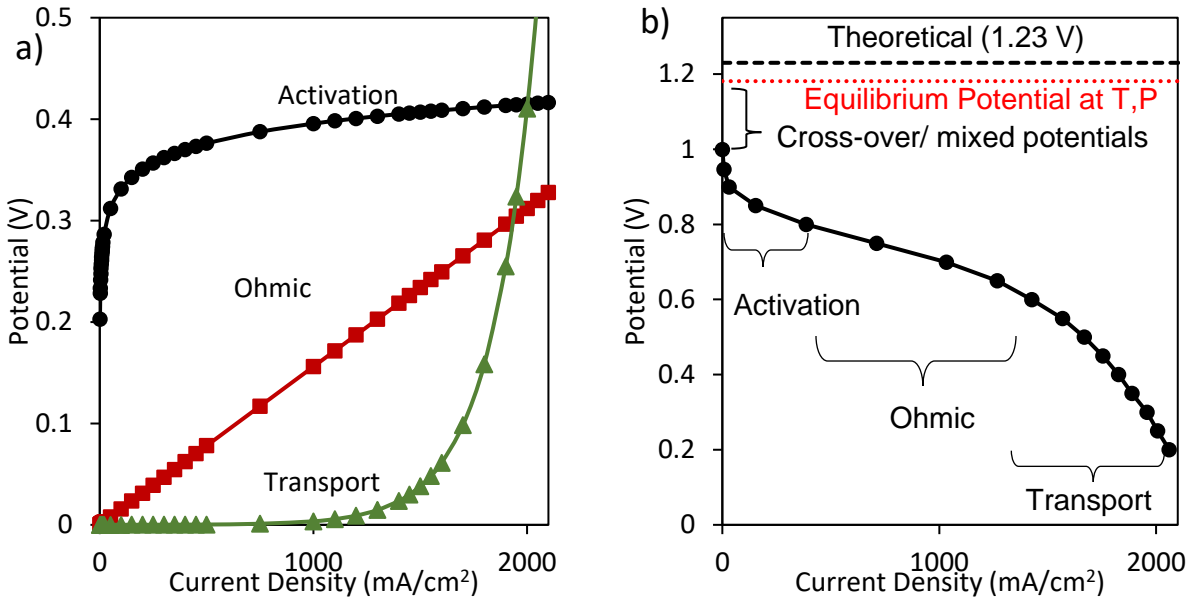 a)
Potential (V)
0.5
0.4
0.3
0.2
0.1
0
Activation
Ohmic
Transport
0
1000
2000
Current Density (mA/cm²)
b)
Potential (V)
1.2
1
0.8
0.6
0.4
0.2
0
Theoretical (1.23 V)
Equilibrium Potential at T,P
Cross-over/ mixed potentials
Activation
Ohmic
Transport
0
1000
2000
Current Density (mA/cm²)